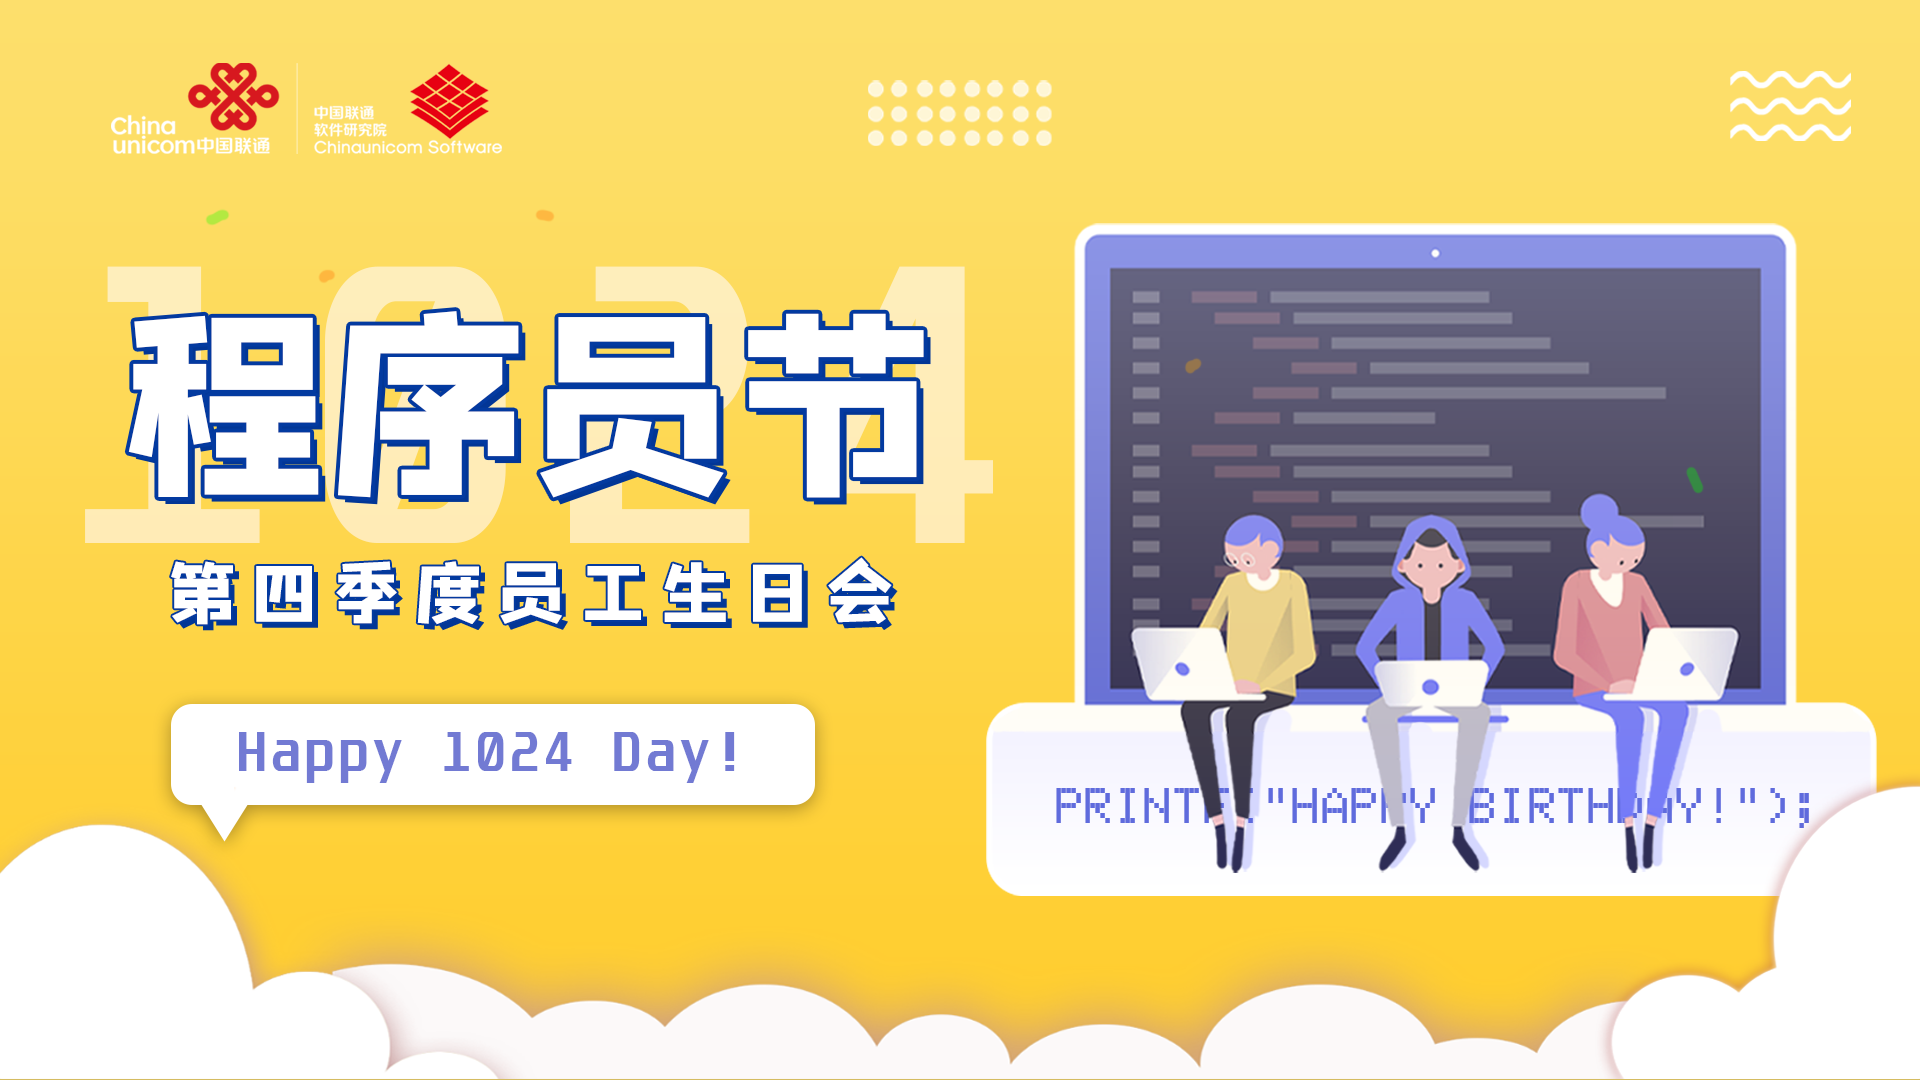 China
unicom中国联通
中国联通
软件研究院
Chinaunicom Software
1024
程序员节
第四季度员工生日会
Happy 1024 Day!
PRINTF("HAPPY BIRTHDAY!");